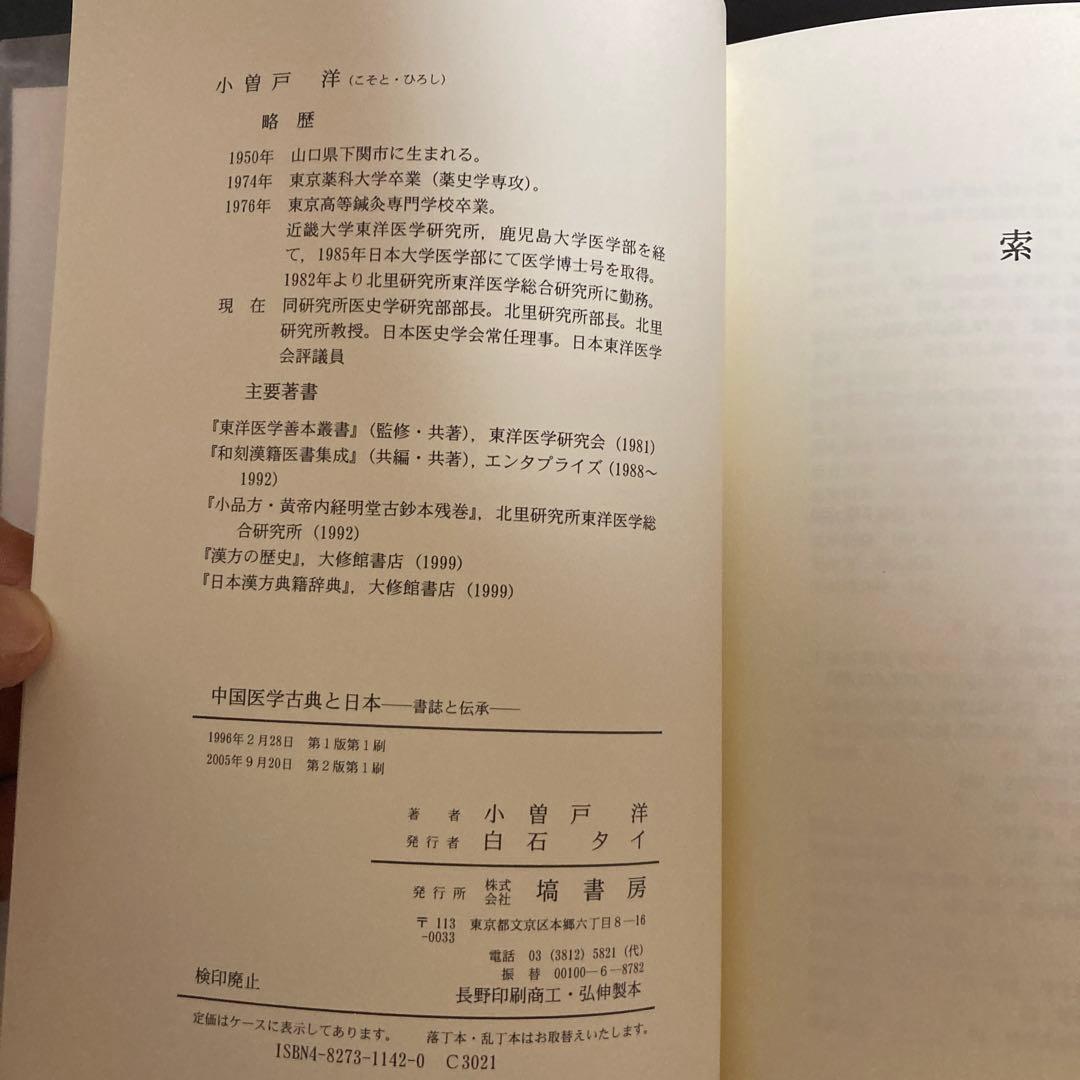 小曽戸 洋 (こそと・ひろし)
略 歴
1950年 山口県下関市に生まれる。
1974年 東京薬科大学卒業（薬史学専攻）。
1976年 東京高等鍼灸専門学校卒業。
近畿大学東洋医学研究所，鹿児島大学医学部を経
て，1985年日本大学医学部にて医学博士号を取得。
1982年より北里研究所東洋医学総合研究所に勤務。
現 在 同研究所医史学研究部部長。北里研究所部長。北里
研究所教授。日本医史学会常任理事。日本東洋医学
会評議員
主要著書
『東洋医学善本叢書』（監修・共著），東洋医学研究会（1981）
『和刻漢籍医書集成』（共編・共著），エンタプライズ（1988〜
1992）
『小品方・黄帝内経明堂古鈔本残巻』，北里研究所東洋医学総
合研究所（1992）
『漢方の歴史』，大修館書店（1999）
『日本漢方典籍辞典』，大修館書店（1999）
中国医学古典と日本——書誌と伝承——
1996年2月28日 第1版第1刷
2005年9月20日 第2版第1刷
著 者 小曽戸 洋
発行者 白石 タイ
発行所 株式会社 塙書房
〒113-0033 東京都文京区本郷六丁目8－16
電話 03（3812）5821（代）
振替 00100—6—8782
検印廃止 長野印刷商工・弘伸製本
定価はケースに表示してあります。 落丁本・乱丁本はお取替えいたします。
ISBN4-8273-1142-0 C3021
索